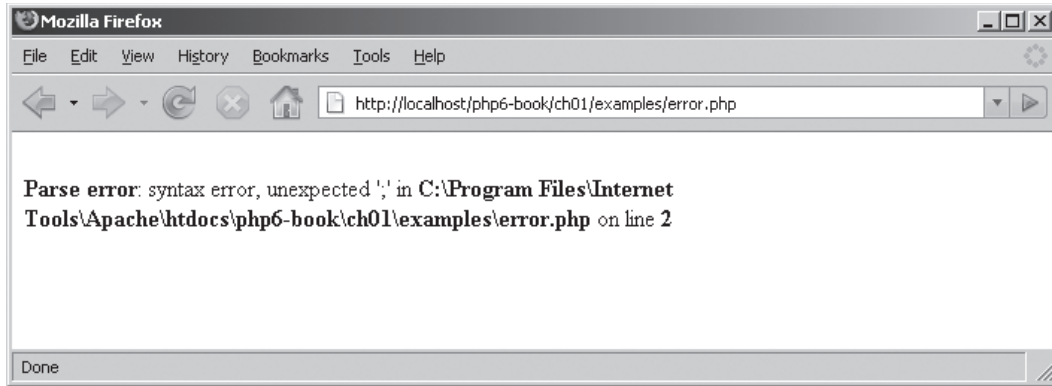 Mozilla Firefox
File Edit View History Bookmarks Tools Help
http://localhost/php6-book/ch01/examples/error.php
Parse error: syntax error, unexpected ';' in C:\Program Files\Internet
Tools\Apache\htdocs\php6-book\ch01\examples\error.php on line 2
Done